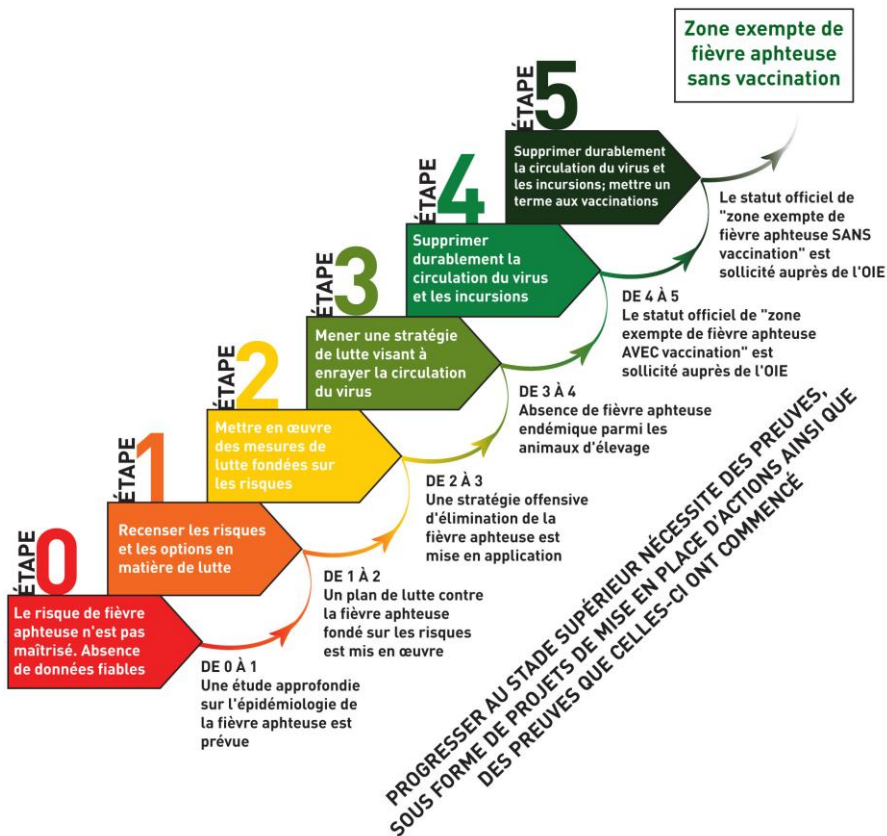 Zone exempte de
fièvre aphteuse
sans vaccination
ÉTAPE
5
Supprimer durablement
la circulation du virus et
les incursions; mettre un
terme aux vaccinations
Le statut officiel de
"zone exempte de
fièvre aphteuse SANS
vaccination" est
sollicité auprès de l'OIE
ÉTAPE
4
Supprimer
durablement la
circulation du virus
et les incursions
DE 4 À 5
Le statut officiel de "zone
exempte de fièvre aphteuse
AVEC vaccination" est
sollicité auprès de l'OIE
ÉTAPE
3
Mener une stratégie
de lutte visant à
enrayer la circulation
du virus
DE 3 À 4
Absence de fièvre aphteuse
endémique parmi les
animaux d'élevage
ÉTAPE
2
Mettre en œuvre
des mesures de
lutte fondées sur
les risques
DE 2 À 3
Une stratégie offensive
d'élimination de la
fièvre aphteuse est
mise en application
ÉTAPE
1
Recenser les risques
et les options en
matière de lutte
DE 1 À 2
Un plan de lutte contre
la fièvre aphteuse
fondé sur les risques
est mis en œuvre
ÉTAPE
0
Le risque de fièvre
aphteuse n'est pas
maîtrisé. Absence
de données fiables
DE 0 À 1
Une étude approfondie
sur l'épidémiologie de
la fièvre aphteuse est
prévue
PROGRESSER AU STADE SUPÉRIEUR NÉCESSITE DES PREUVES,
SOUS FORME DE PROJETS DE MISE EN PLACE D'ACTIONS AINSI QUE
DES PREUVES QUE CELLES-CI ONT COMMENCÉ